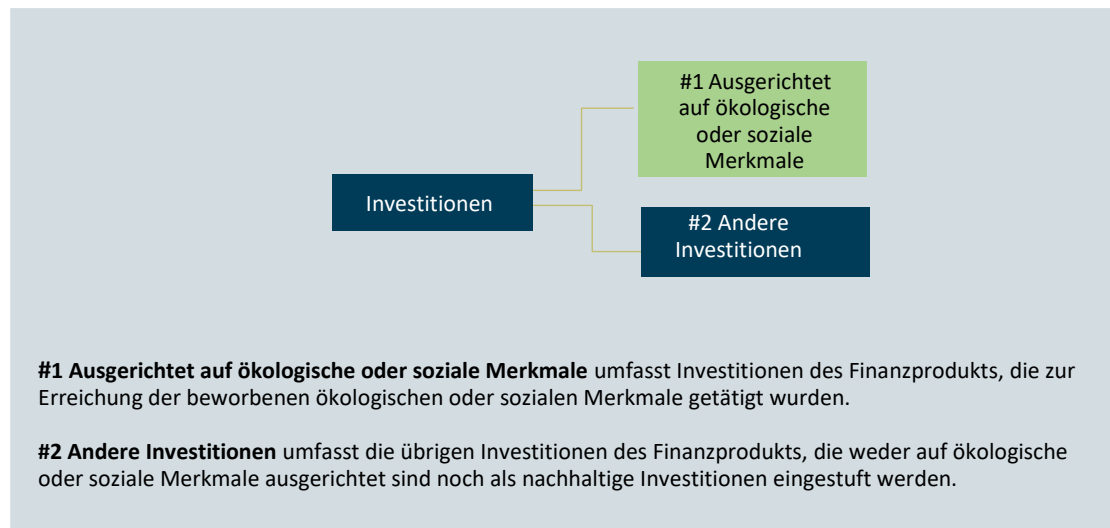 #1 Ausgerichtet
auf ökologische
oder soziale
Merkmale
Investitionen
#2 Andere
Investitionen
#1 Ausgerichtet auf ökologische oder soziale Merkmale umfasst Investitionen des Finanzprodukts, die zur
Erreichung der beworbenen ökologischen oder sozialen Merkmale getätigt wurden.
#2 Andere Investitionen umfasst die übrigen Investitionen des Finanzprodukts, die weder auf ökologische
oder soziale Merkmale ausgerichtet sind noch als nachhaltige Investitionen eingestuft werden.